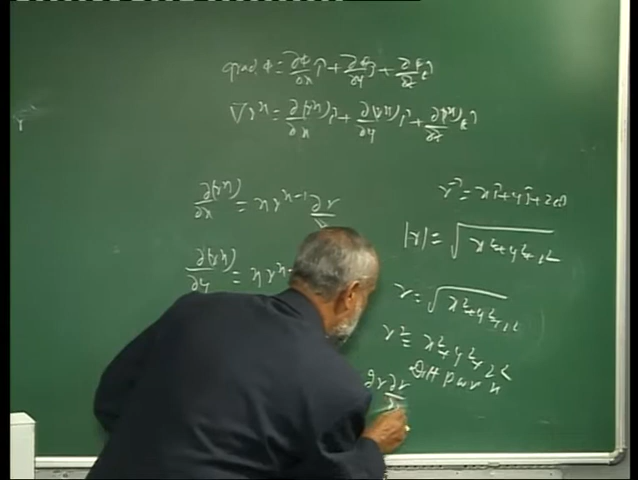 grad. φ = ∂φ/∂x î + ∂φ/∂y ĵ + ∂φ/∂z k̂
∇rⁿ = ∂(rⁿ)/∂x î + ∂(rⁿ)/∂y ĵ + ∂(rⁿ)/∂z k̂
r
r⃗ = xî + yĵ + zk̂
∂(rⁿ)/∂x = n rⁿ⁻¹ ∂r/
|r| = √x² + y² + z²
∂(rⁿ)/∂y = n rⁿ⁻
r = √x² + y² + z²
r² = x² + y² + z²
Diff p w r x
2r ∂r/∂